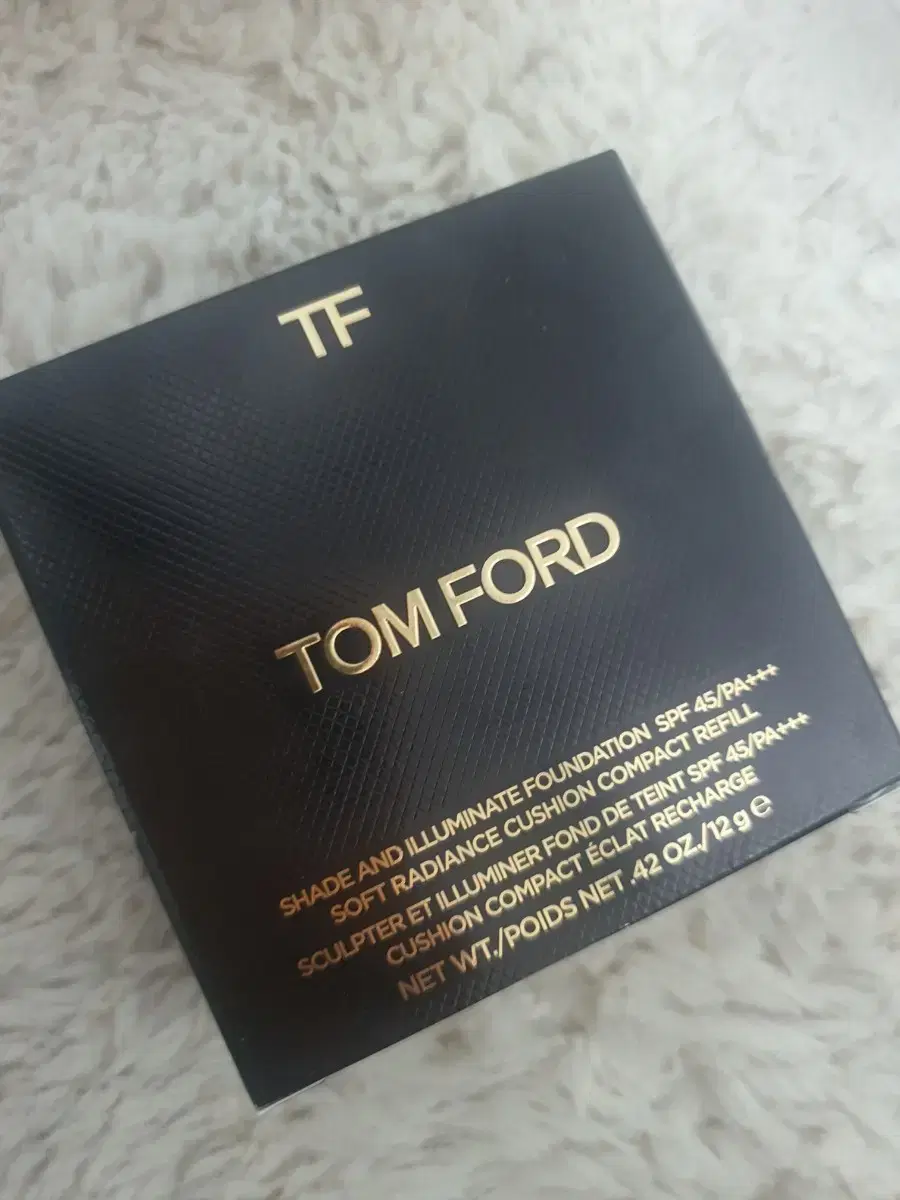 TF
TOM FORD
SHADE AND ILLUMINATE FOUNDATION SPF 45/PA+++
SOFT RADIANCE CUSHION COMPACT REFILL
SCULPTER ET ILLUMINER FOND DE TEINT SPF 45/PA+++
CUSHION COMPACT ÉCLAT RECHARGE
NET WT./POIDS NET .42 OZ./12 g ℮